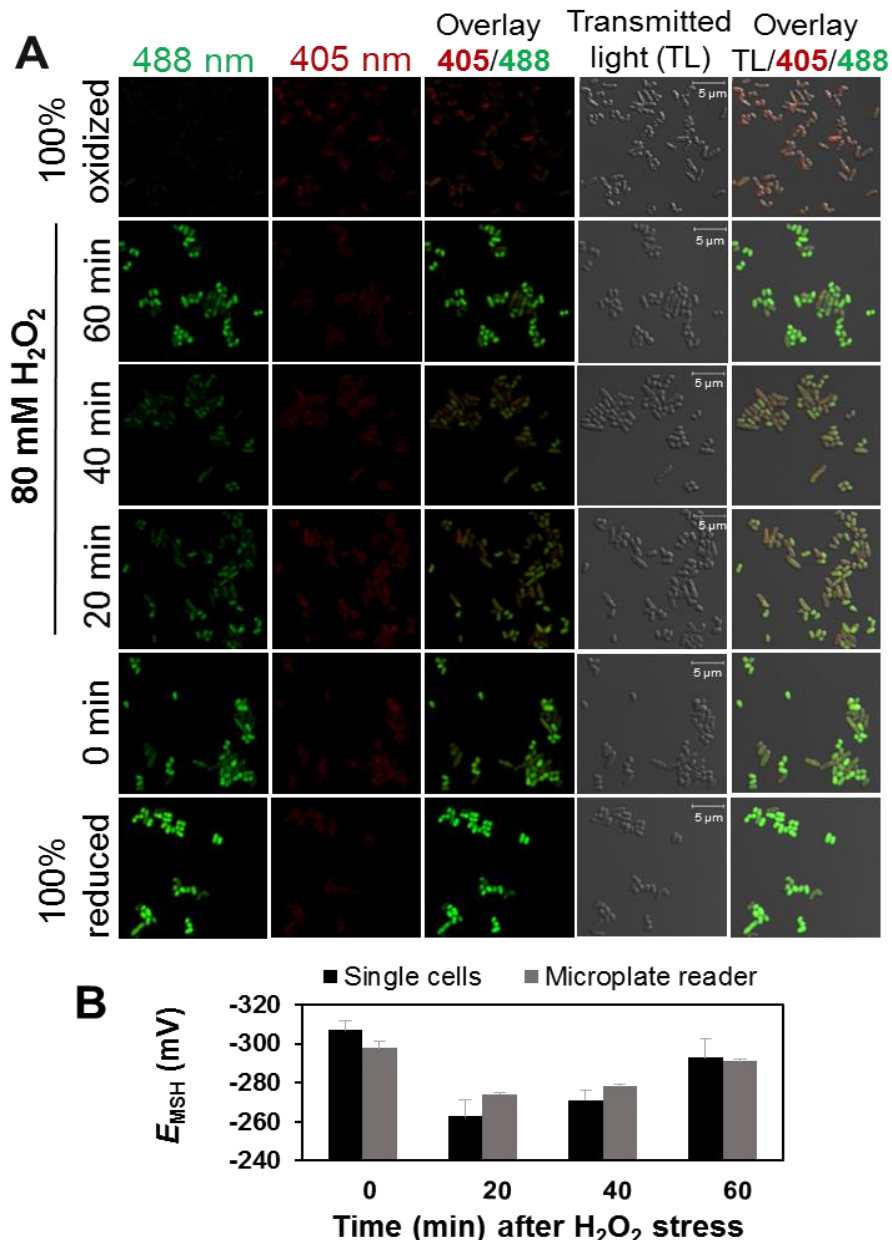 A
488 nm
405 nm
Overlay
405/488
Transmitted
light (TL)
Overlay
TL/405/488
100%
oxidized
5 µm
80 mM H₂O₂
60 min
5 µm
40 min
5 µm
20 min
5 µm
0 min
5 µm
100%
reduced
5 µm
B
Single cells
Microplate reader
E_MSH (mV)
-320
-300
-280
-260
-240
0 20 40 60
Time (min) after H₂O₂ stress